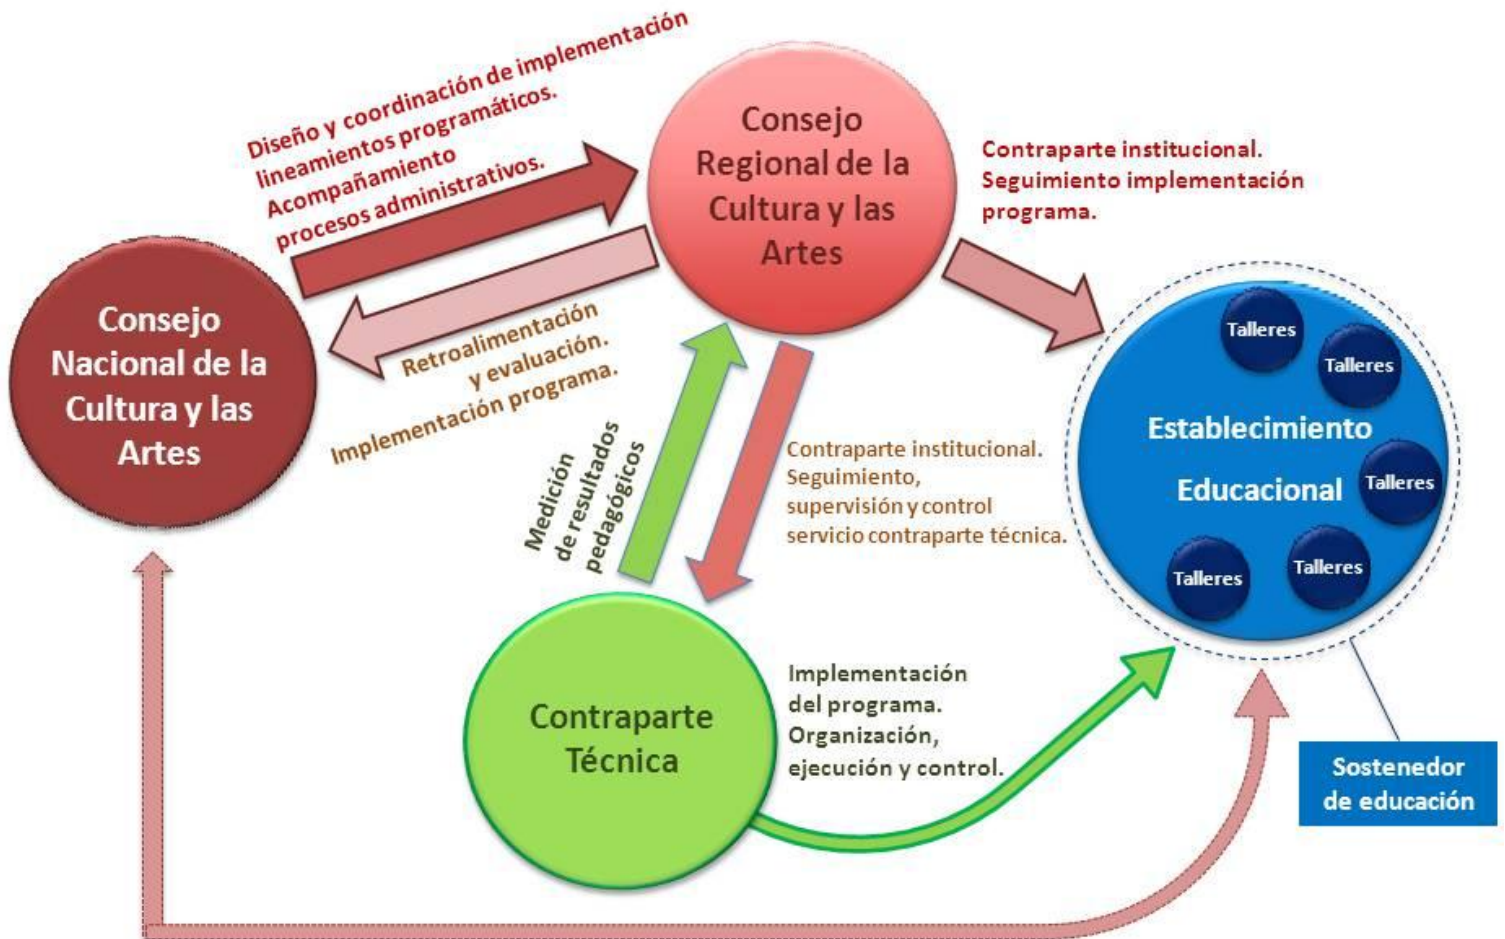 Diseño y coordinación de implementación
lineamientos programáticos.
Acompañamiento
procesos administrativos.
Consejo
Regional de la
Cultura y las
Artes
Contraparte institucional.
Seguimiento implementación
programa.
Consejo
Nacional de la
Cultura y las
Artes
Retroalimentación
y evaluación.
Implementación programa.
Medición
de resultados
pedagógicos
Contraparte institucional.
Seguimiento,
supervisión y control
servicio contraparte técnica.
Talleres
Talleres
Establecimiento
Educacional
Talleres
Talleres
Talleres
Contraparte
Técnica
Implementación
del programa.
Organización,
ejecución y control.
Sostenedor
de educación